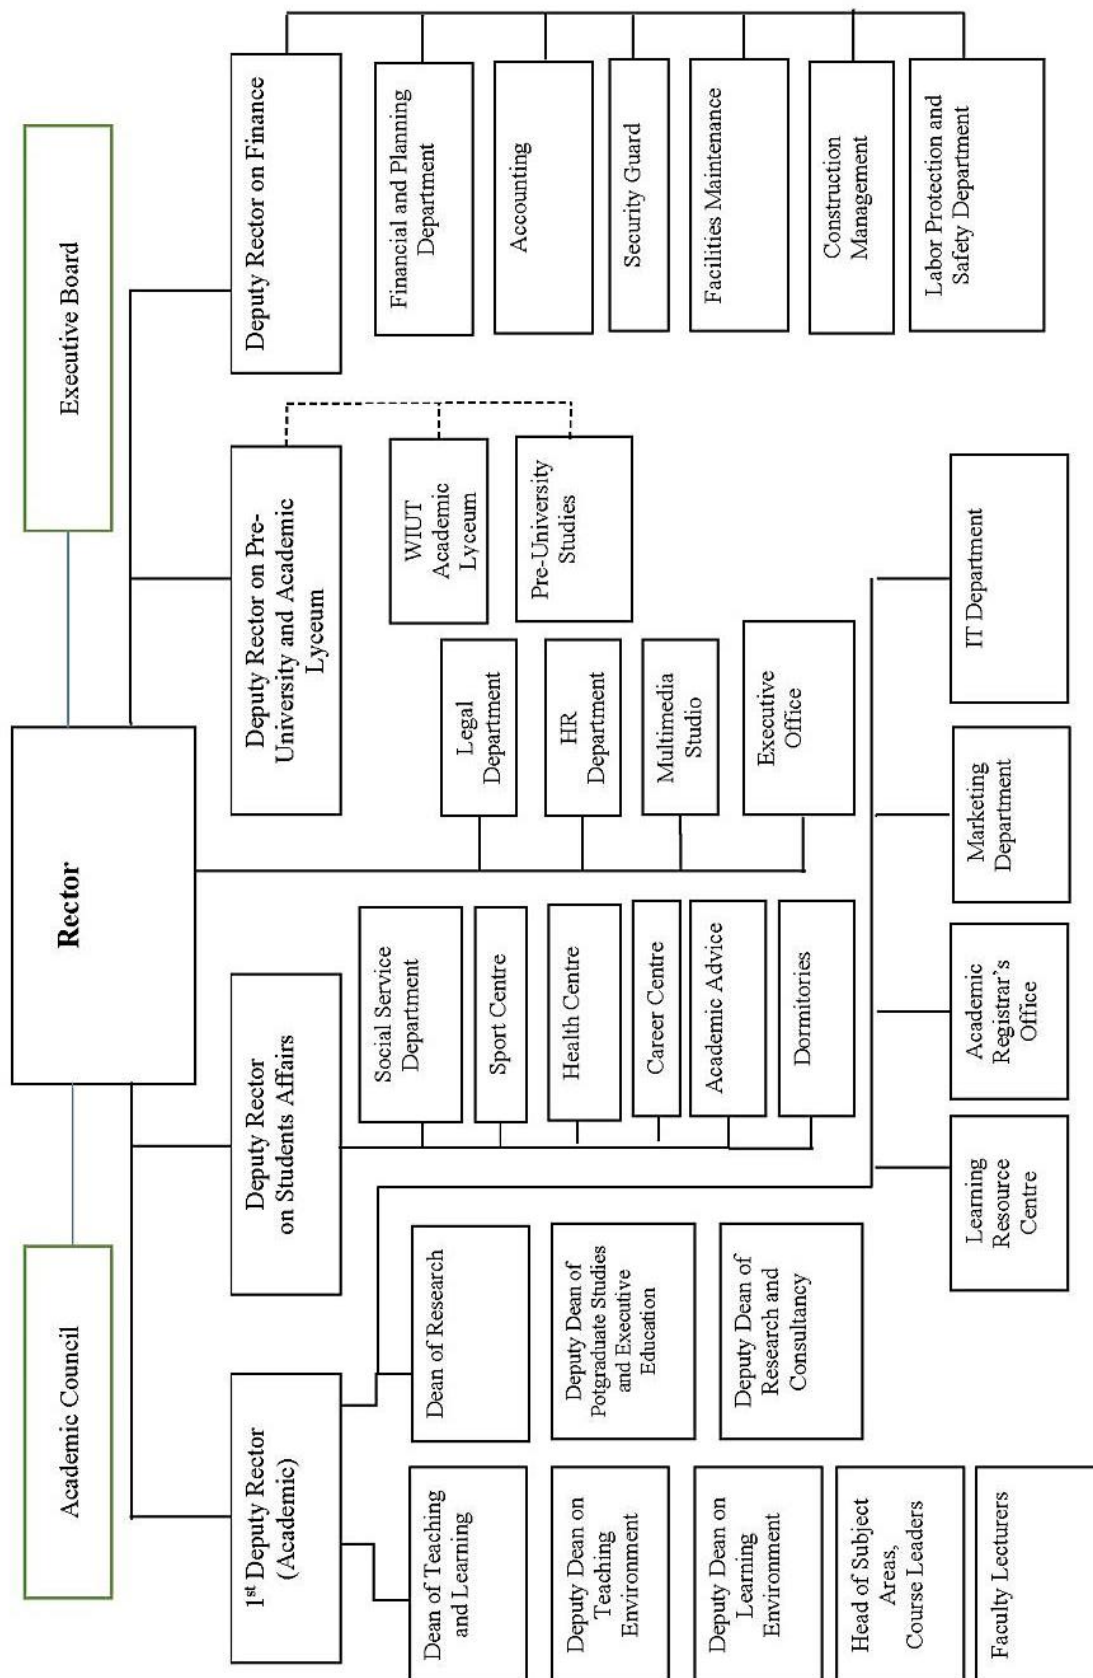 Academic Council
Rector
Executive Board
1st Deputy Rector
(Academic)
Deputy Rector
on Students Affairs
Deputy Rector on Pre-
University and Academic
Lyceum
Deputy Rector on Finance
Dean of Teaching
and Learning
Deputy Dean on
Teaching
Environment
Deputy Dean on
Learning
Environment
Head of Subject
Areas,
Course Leaders
Faculty Lecturers
Dean of Research
Deputy Dean of
Potgraduate Studies
and Executive
Education
Deputy Dean of
Research and
Consultancy
Social Service
Department
Sport Centre
Health Centre
Career Centre
Academic Advice
Dormitories
Legal
Department
HR
Department
Multimedia
Studio
Executive
Office
WIUT
Academic
Lyceum
Pre-University
Studies
Financial and Planning
Department
Accounting
Security Guard
Facilities Maintenance
Construction
Management
Labor Protection and
Safety Department
Learning
Resource
Centre
Academic
Registrar's
Office
Marketing
Department
IT Department